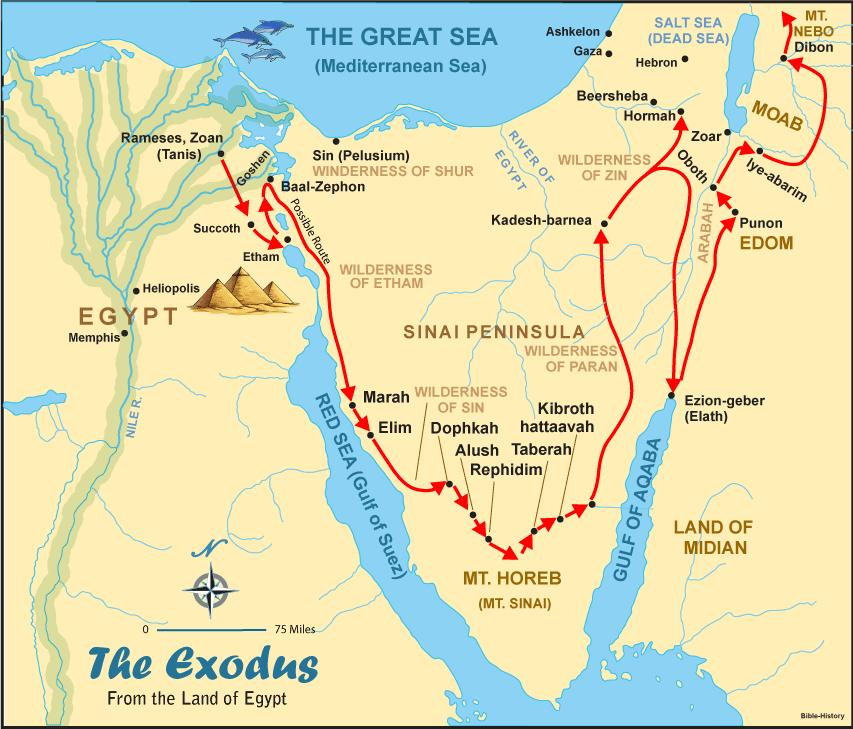 THE GREAT SEA
(Mediterranean Sea)
SALT SEA
(DEAD SEA)
MT.
NEBO
Dibon
Ashkelon
Gaza
Hebron
Beersheba
Hormah
MOAB
Zoar
Iye-abarim
Oboth
Punon
EDOM
ARABAH
WILDERNESS
OF ZIN
RIVER OF
EGYPT
Kadesh-barnea
Rameses, Zoan
(Tanis)
Goshen
Sin (Pelusium)
WINDERNESS OF SHUR
Baal-Zephon
Possible Route
Succoth
Etham
WILDERNESS
OF ETHAM
Heliopolis
EGYPT
Memphis
NILE R.
SINAI PENINSULA
WILDERNESS
OF PARAN
Marah
Elim
WILDERNESS
OF SIN
Dophkah
Alush
Rephidim
Kibroth
hattaavah
Taberah
Ezion-geber
(Elath)
RED SEA (Gulf of Suez)
GULF OF AQABA
LAND OF
MIDIAN
MT. HOREB
(MT. SINAI)
N
0 75 Miles
The Exodus
From the Land of Egypt
Bible-History